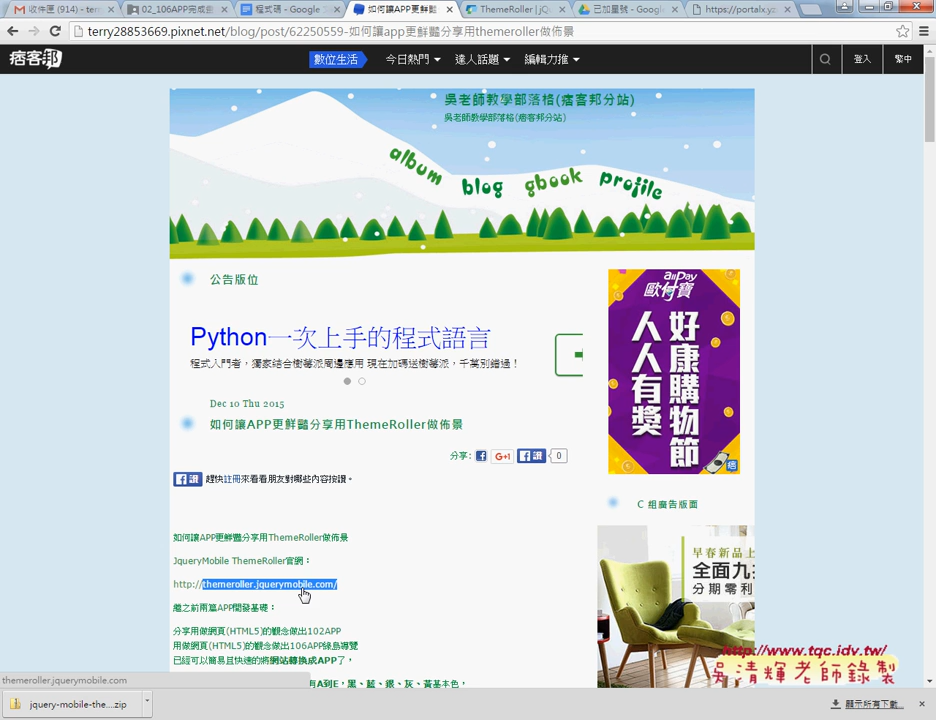 收件匣 (914) - terr
02_106APP完成畫
程式碼 - Google
如何讓APP更鮮豔
ThemeRoller | jQu
已加星號 - Google
https://portalx.yz
terry28853669.pixnet.net/blog/post/62250559-如何讓app更鮮豔分享用themeroller做佈景
痞客邦
數位生活
今日熱門
達人話題
編輯力推
登入
繁中
吳老師教學部落格(痞客邦分站)
吳老師教學部落格(痞客邦分站)
album
blog
gbook
profile
公告版位
allPay
歐付寶
好康購物節
人人有獎
Python一次上手的程式語言
程式入門者，獨家結合樹莓派周邊應用 現在加碼送樹莓派，千萬別錯過！
Dec 10 Thu 2015
如何讓APP更鮮豔分享用ThemeRoller做佈景
分享:
G+1
讚
0
讚
趕快註冊來看看朋友對哪些內容按讚。
C 組廣告版面
如何讓APP更鮮豔分享用ThemeRoller做佈景
JqueryMobile ThemeRoller官網：
http://themeroller.jquerymobile.com/
繼之前兩篇APP開發基礎：
分享用做網頁(HTML5)的觀念做出102APP
用做網頁(HTML5)的觀念做出106APP綠島導覽
已經可以簡易且快速的將網站轉換成APP了，
有A到E，黑、藍、銀、灰、黃基本色，
早春新品上
全面九
分期零利
http://www.tqc.idv.tw/
吳清輝老師錄製
themeroller.jquerymobile.com
jquery-mobile-the....zip
顯示所有下載...